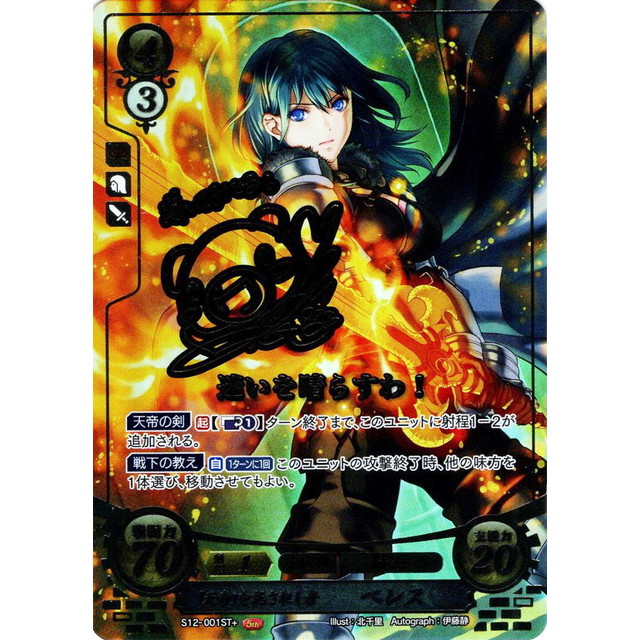 4
3
迷いを晴らすわ!
天帝の剣 起【❶】ターン終了まで、このユニットに射程1-2が
追加される。
戦下の教え 自 1ターンに1回 このユニットの攻撃終了時、他の味方を
1体選び、移動させてもよい。
戦闘力
70
1
支援力
20
ベレス
S12-001ST+ 5th Illust:北千里 Autograph:伊藤静